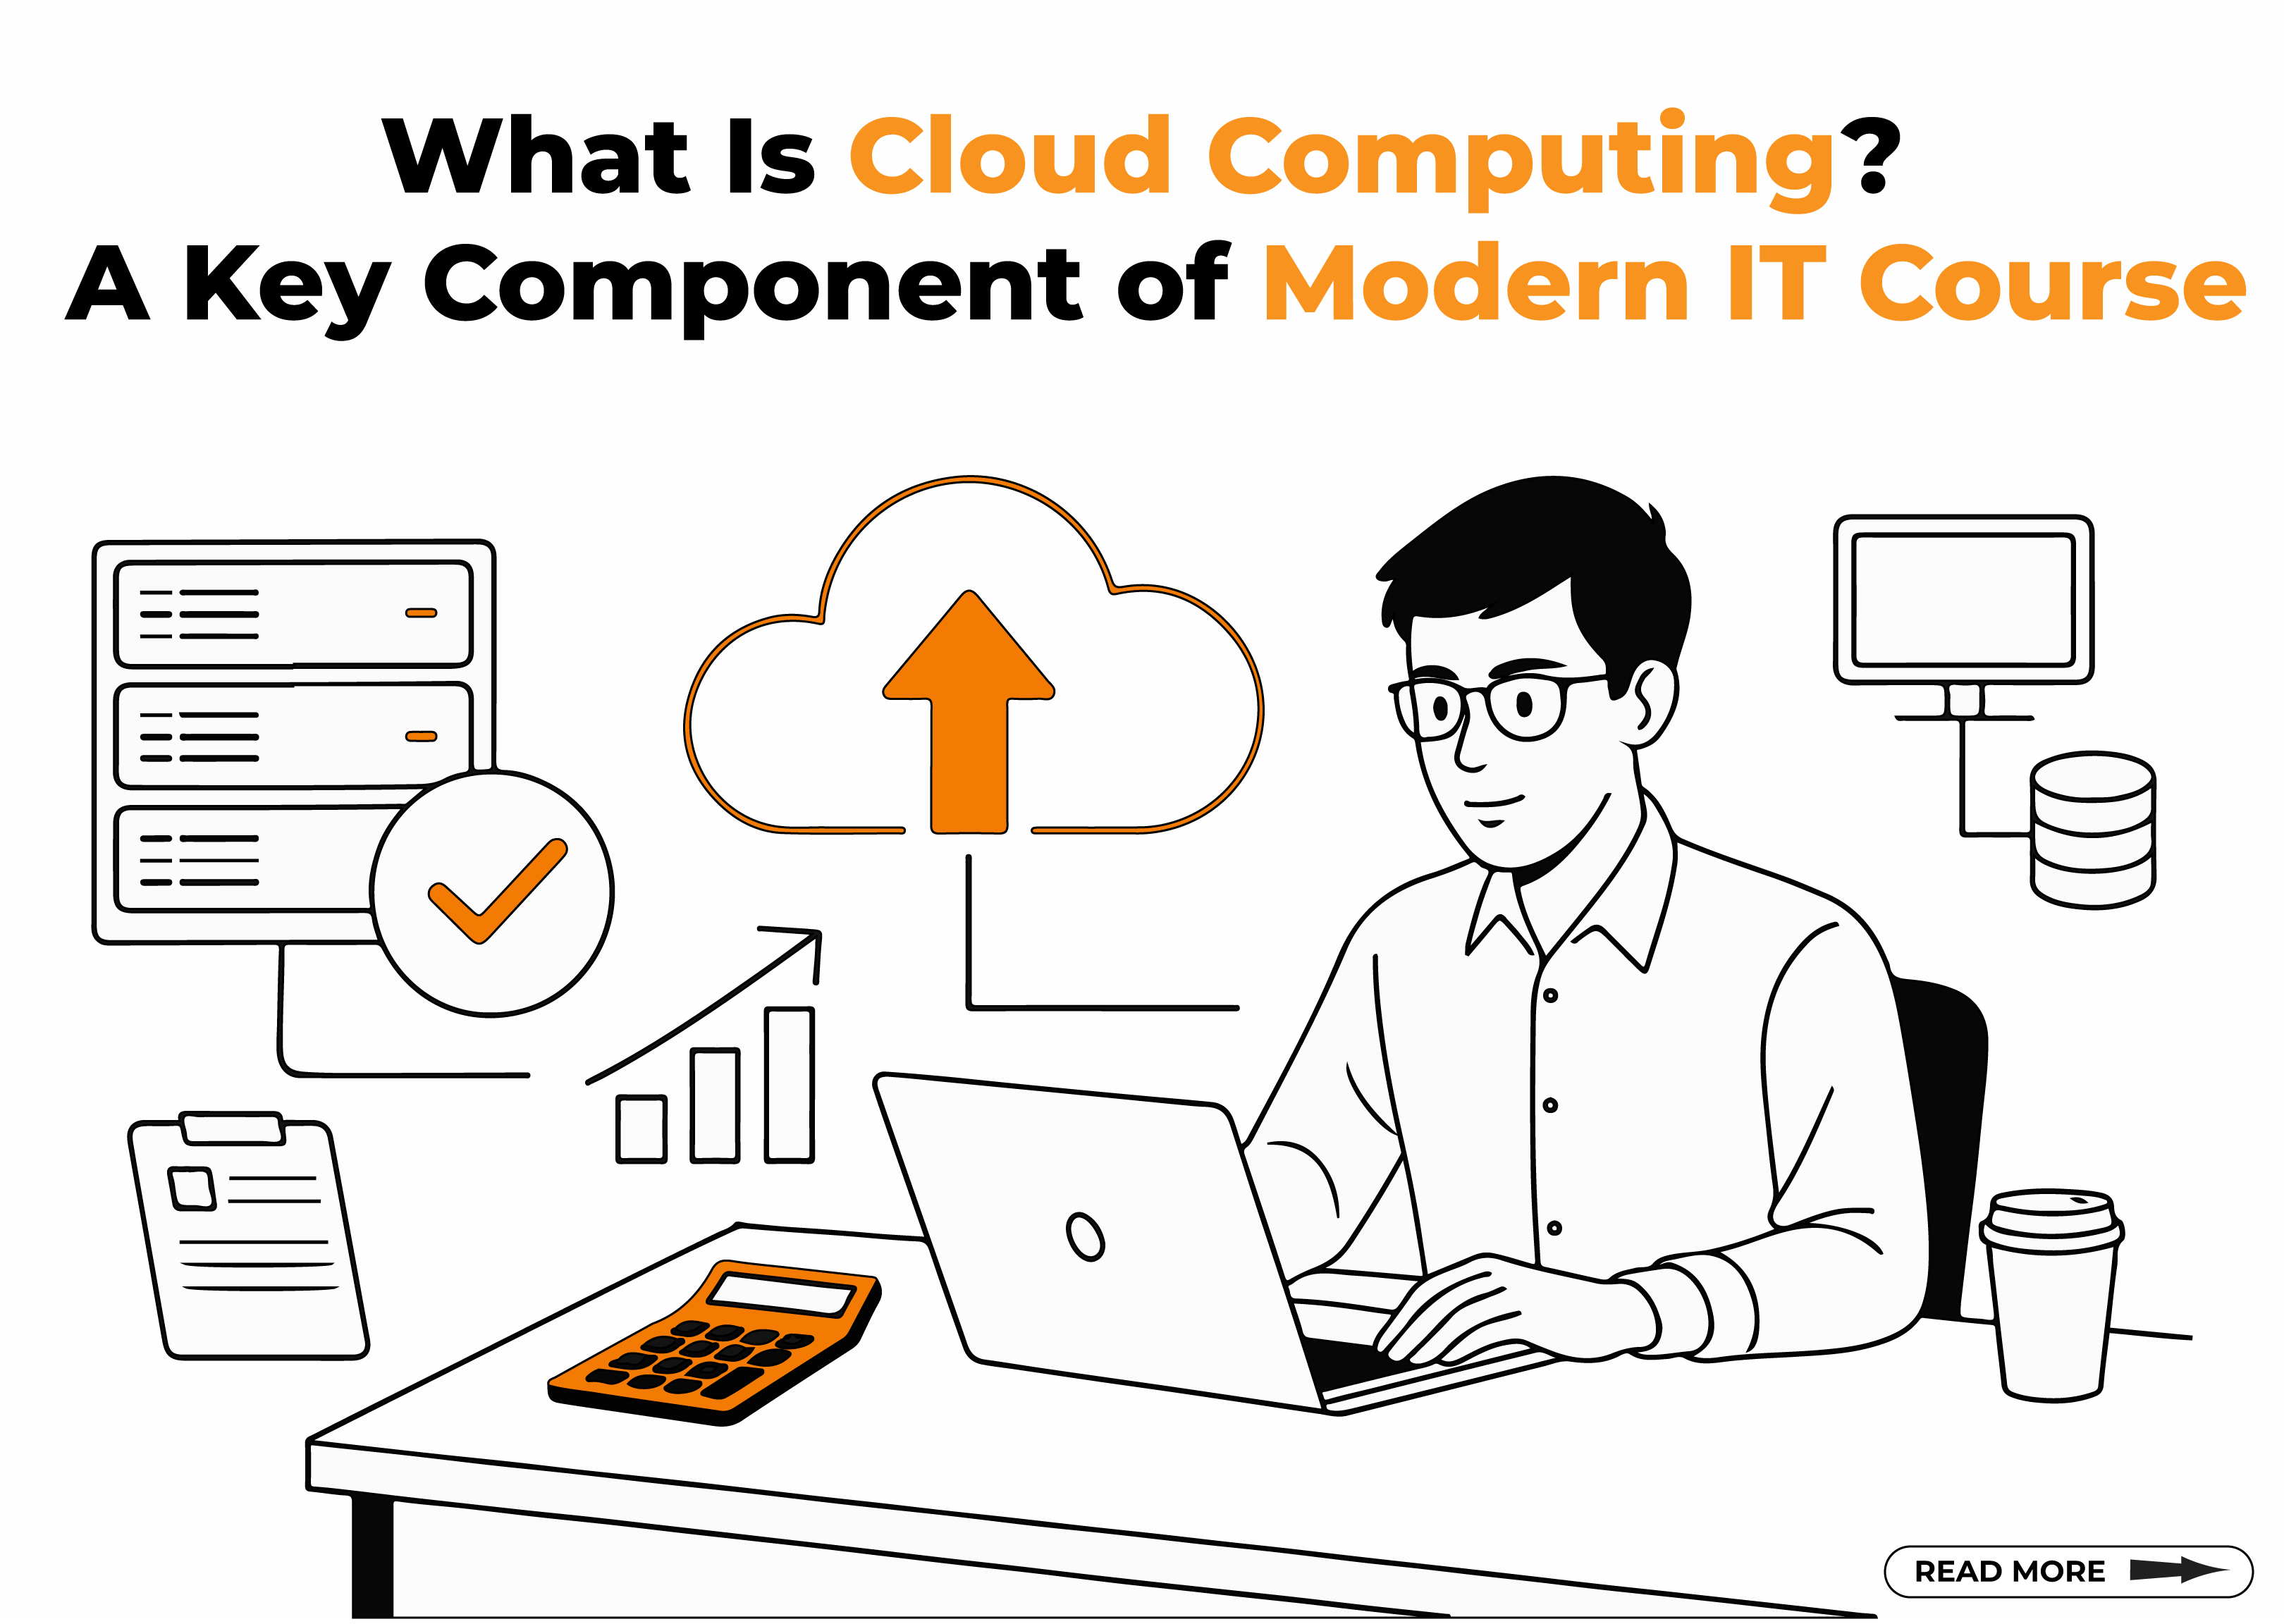 What Is Cloud Computing?
A Key Component of Modern IT Course
READ MORE